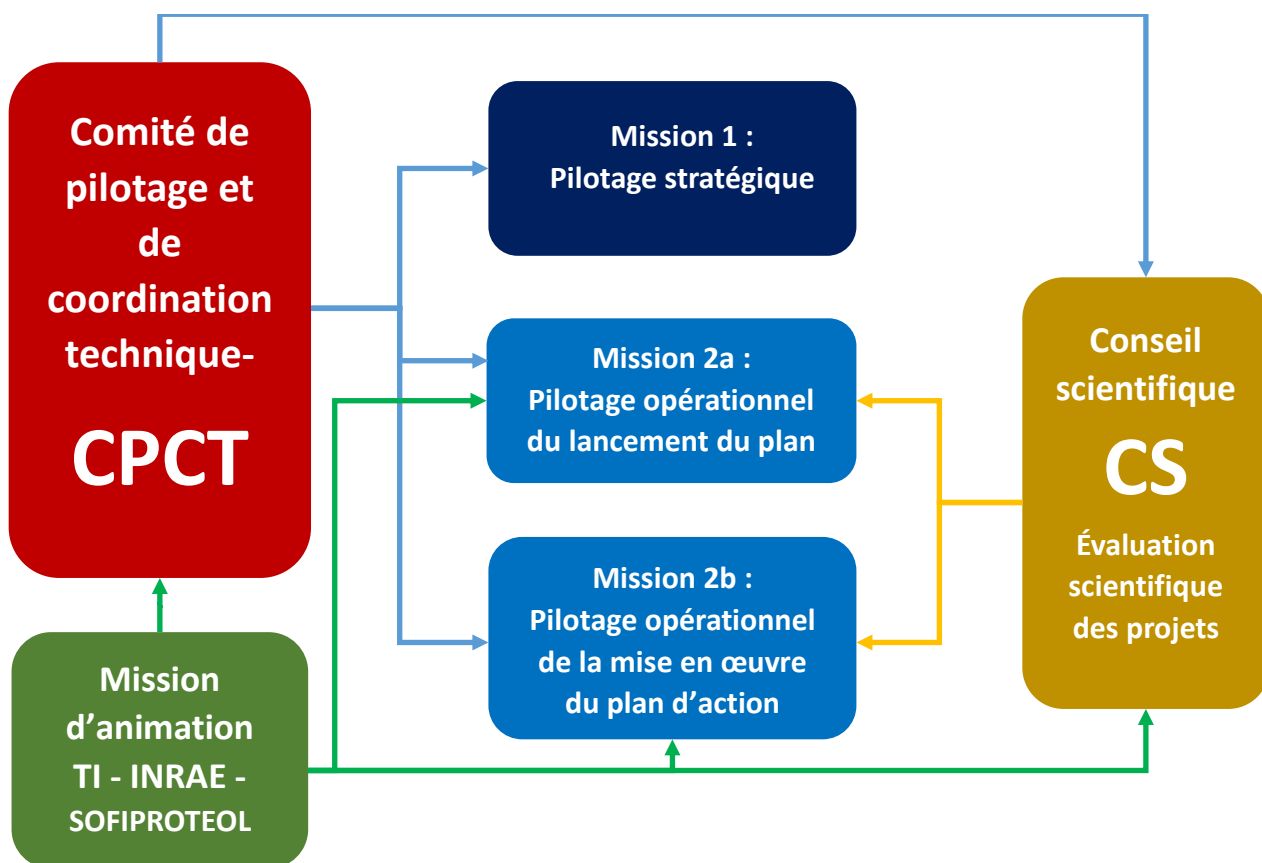 Comité de
pilotage et
de
coordination
technique-
CPCT
Mission 1 :
Pilotage stratégique
Mission 2a :
Pilotage opérationnel
du lancement du plan
Mission 2b :
Pilotage opérationnel
de la mise en œuvre
du plan d’action
Conseil
scientifique
CS
Évaluation
scientifique
des projets
Mission
d’animation
TI - INRAE -
SOFIPROTEOL